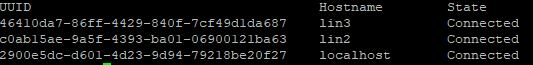 UUID Hostname State
46410da7-86ff-4429-840f-7cf49d1da687 lin3 Connected
c0ab15ae-9a5f-4393-ba01-06900121ba63 lin2 Connected
2900e5dc-d601-4d23-9d94-79218be20f27 localhost Connected